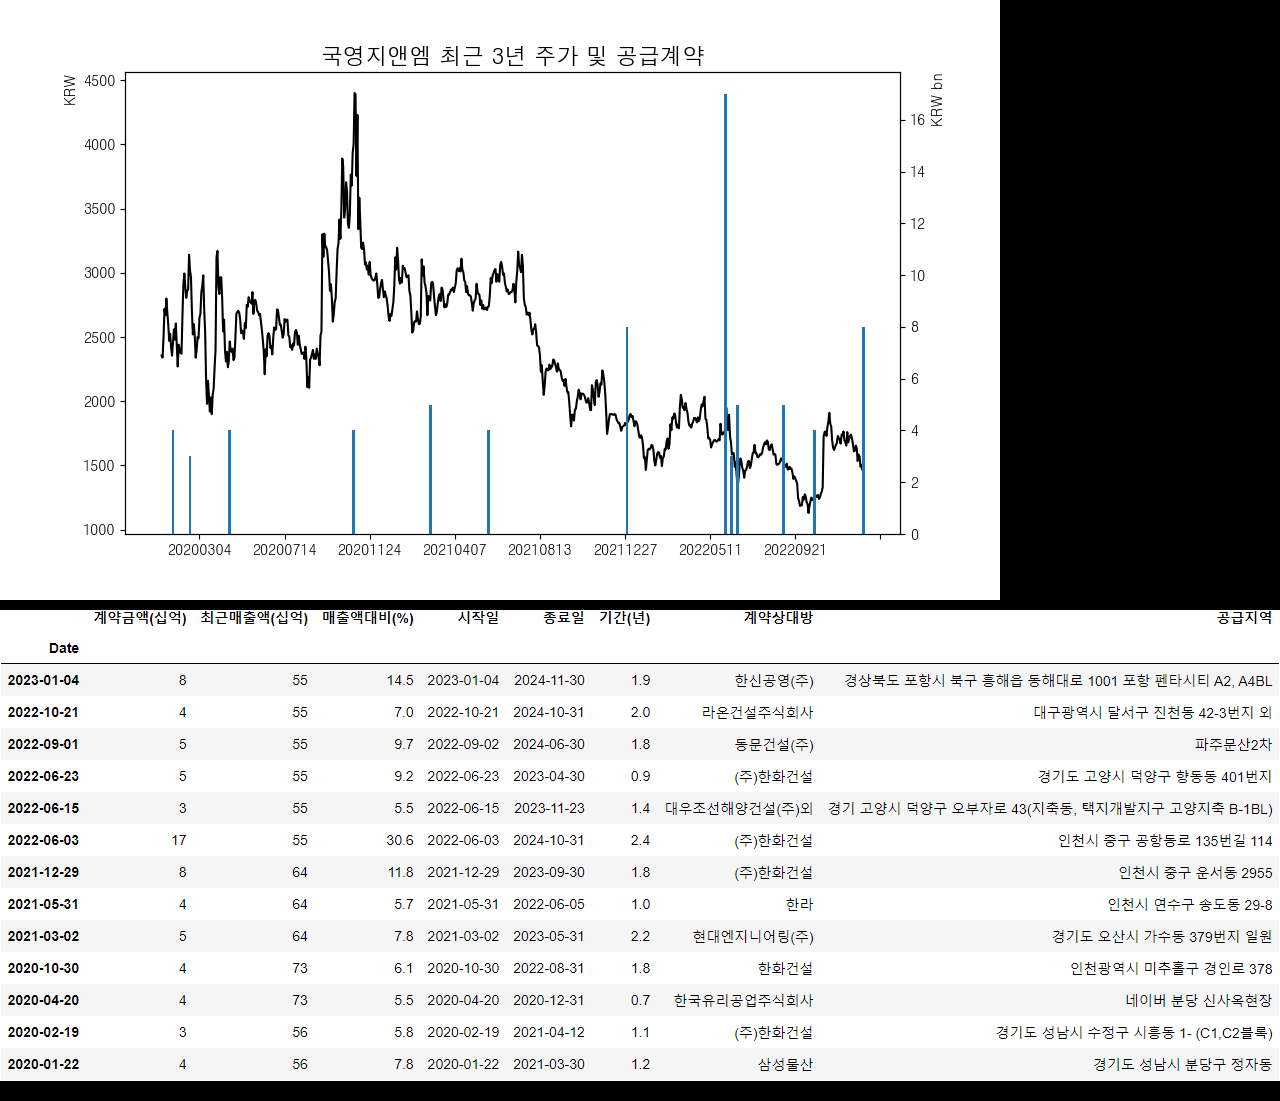 국영지앤엠 최근 3년 주가 및 공급계약
KRW
KRW bn
4500
4000
3500
3000
2500
2000
1500
1000
16
14
12
10
8
6
4
2
0
20200304 20200714 20201124 20210407 20210813 20211227 20220511 20220921
계약금액(십억) 최근매출액(십억) 매출액대비(%) 시작일 종료일 기간(년) 계약상대방 공급지역
Date
2023-01-04 8 55 14.5 2023-01-04 2024-11-30 1.9 한신공영(주) 경상북도 포항시 북구 흥해읍 동해대로 1001 포항 펜타시티 A2, A4BL
2022-10-21 4 55 7.0 2022-10-21 2024-10-31 2.0 라온건설주식회사 대구광역시 달서구 진천동 42-3번지 외
2022-09-01 5 55 9.7 2022-09-02 2024-06-30 1.8 동문건설(주) 파주문산2차
2022-06-23 5 55 9.2 2022-06-23 2023-04-30 0.9 (주)한화건설 경기도 고양시 덕양구 향동동 401번지
2022-06-15 3 55 5.5 2022-06-15 2023-11-23 1.4 대우조선해양건설(주)외 경기 고양시 덕양구 오부자로 43(지축동, 택지개발지구 고양지축 B-1BL)
2022-06-03 17 55 30.6 2022-06-03 2024-10-31 2.4 (주)한화건설 인천시 중구 공항동로 135번길 114
2021-12-29 8 64 11.8 2021-12-29 2023-09-30 1.8 (주)한화건설 인천시 중구 운서동 2955
2021-05-31 4 64 5.7 2021-05-31 2022-06-05 1.0 한라 인천시 연수구 송도동 29-8
2021-03-02 5 64 7.8 2021-03-02 2023-05-31 2.2 현대엔지니어링(주) 경기도 오산시 가수동 379번지 일원
2020-10-30 4 73 6.1 2020-10-30 2022-08-31 1.8 한화건설 인천광역시 미추홀구 경인로 378
2020-04-20 4 73 5.5 2020-04-20 2020-12-31 0.7 한국유리공업주식회사 네이버 분당 신사옥현장
2020-02-19 3 56 5.8 2020-02-19 2021-04-12 1.1 (주)한화건설 경기도 성남시 수정구 시흥동 1- (C1,C2블록)
2020-01-22 4 56 7.8 2020-01-22 2021-03-30 1.2 삼성물산 경기도 성남시 분당구 정자동